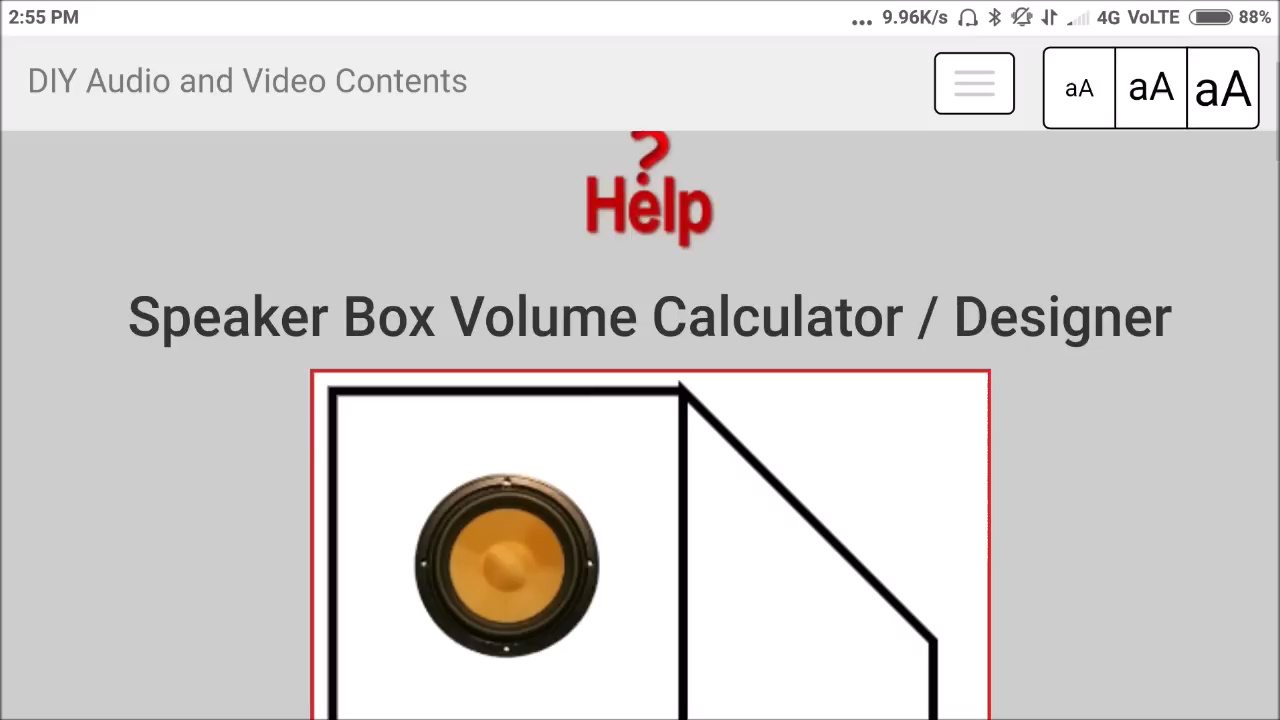 2:55 PM ... 9.96K/s 4G VoLTE 88%
DIY Audio and Video Contents aA aA aA
?
Help
Speaker Box Volume Calculator / Designer